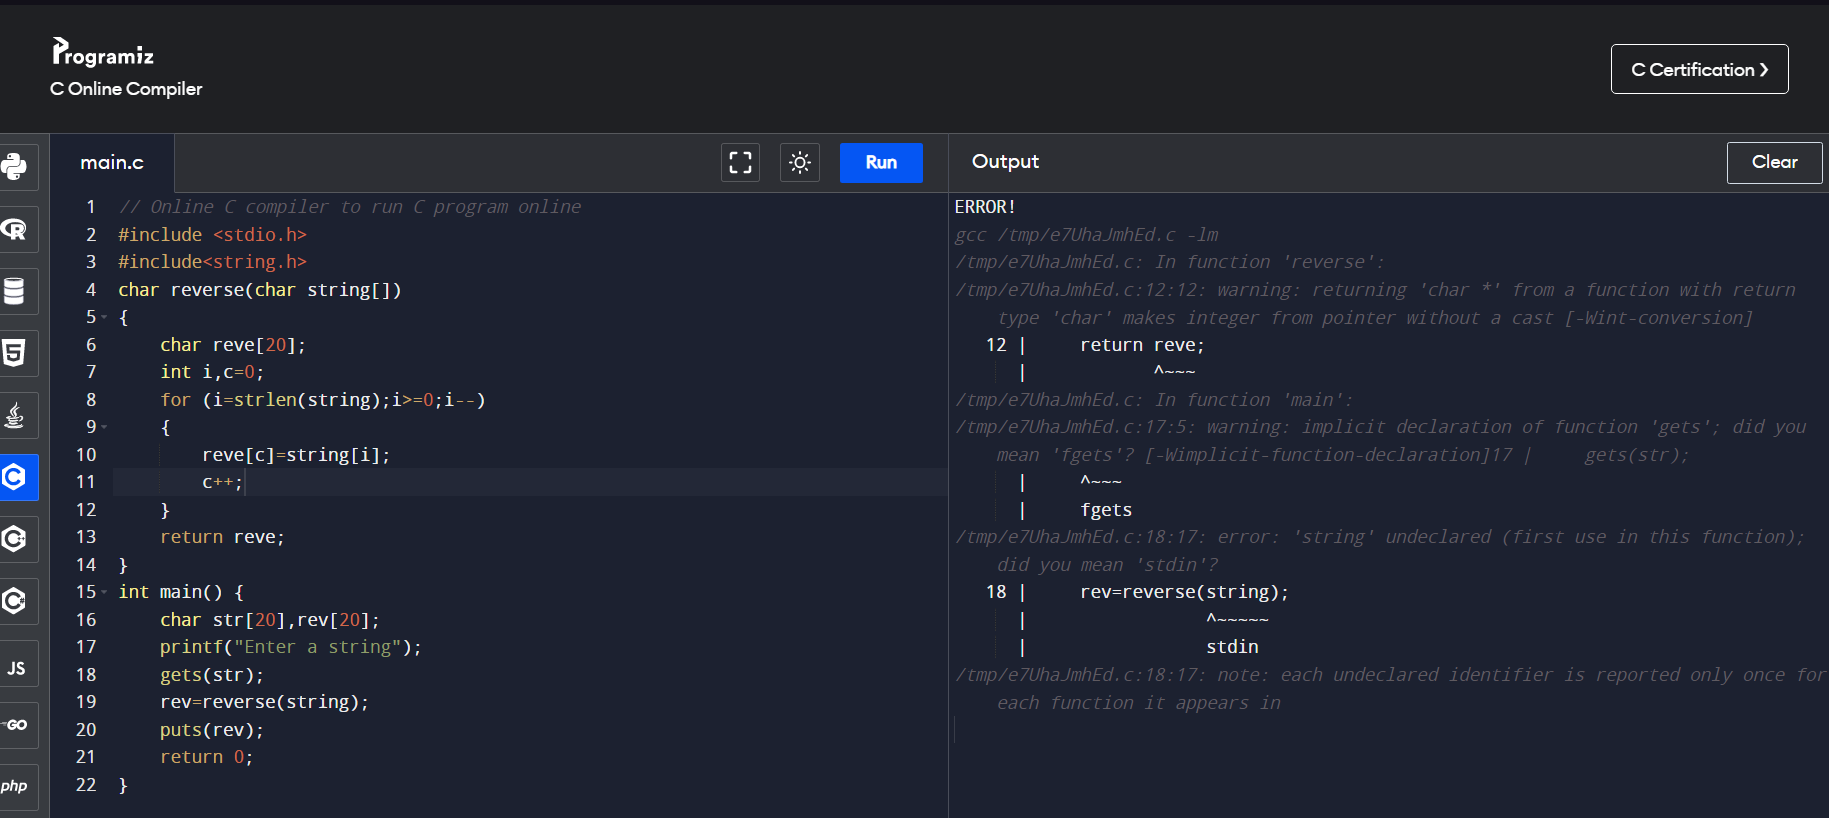 Programiz
C Online Compiler
C Certification ❯
main.c
Run
Output
Clear
1 // Online C compiler to run C program online
2 #include <stdio.h>
3 #include<string.h>
4 char reverse(char string[])
5 {
6     char reve[20];
7     int i,c=0;
8     for (i=strlen(string);i>=0;i--)
9     {
10         reve[c]=string[i];
11         c++;
12     }
13     return reve;
14 }
15 int main() {
16     char str[20],rev[20];
17     printf("Enter a string");
18     gets(str);
19     rev=reverse(string);
20     puts(rev);
21     return 0;
22 }
ERROR!
gcc /tmp/e7UhaJmhEd.c -lm
/tmp/e7UhaJmhEd.c: In function 'reverse':
/tmp/e7UhaJmhEd.c:12:12: warning: returning 'char *' from a function with return
type 'char' makes integer from pointer without a cast [-Wint-conversion]
12 |     return reve;
|            ^~~~
/tmp/e7UhaJmhEd.c: In function 'main':
/tmp/e7UhaJmhEd.c:17:5: warning: implicit declaration of function 'gets'; did you
mean 'fgets'? [-Wimplicit-function-declaration]17 |     gets(str);
|     ^~~~
|     fgets
/tmp/e7UhaJmhEd.c:18:17: error: 'string' undeclared (first use in this function);
did you mean 'stdin'?
18 |     rev=reverse(string);
|                 ^~~~~~
|                 stdin
/tmp/e7UhaJmhEd.c:18:17: note: each undeclared identifier is reported only once for
each function it appears in
R
5
C
C
C
JS
GO
php